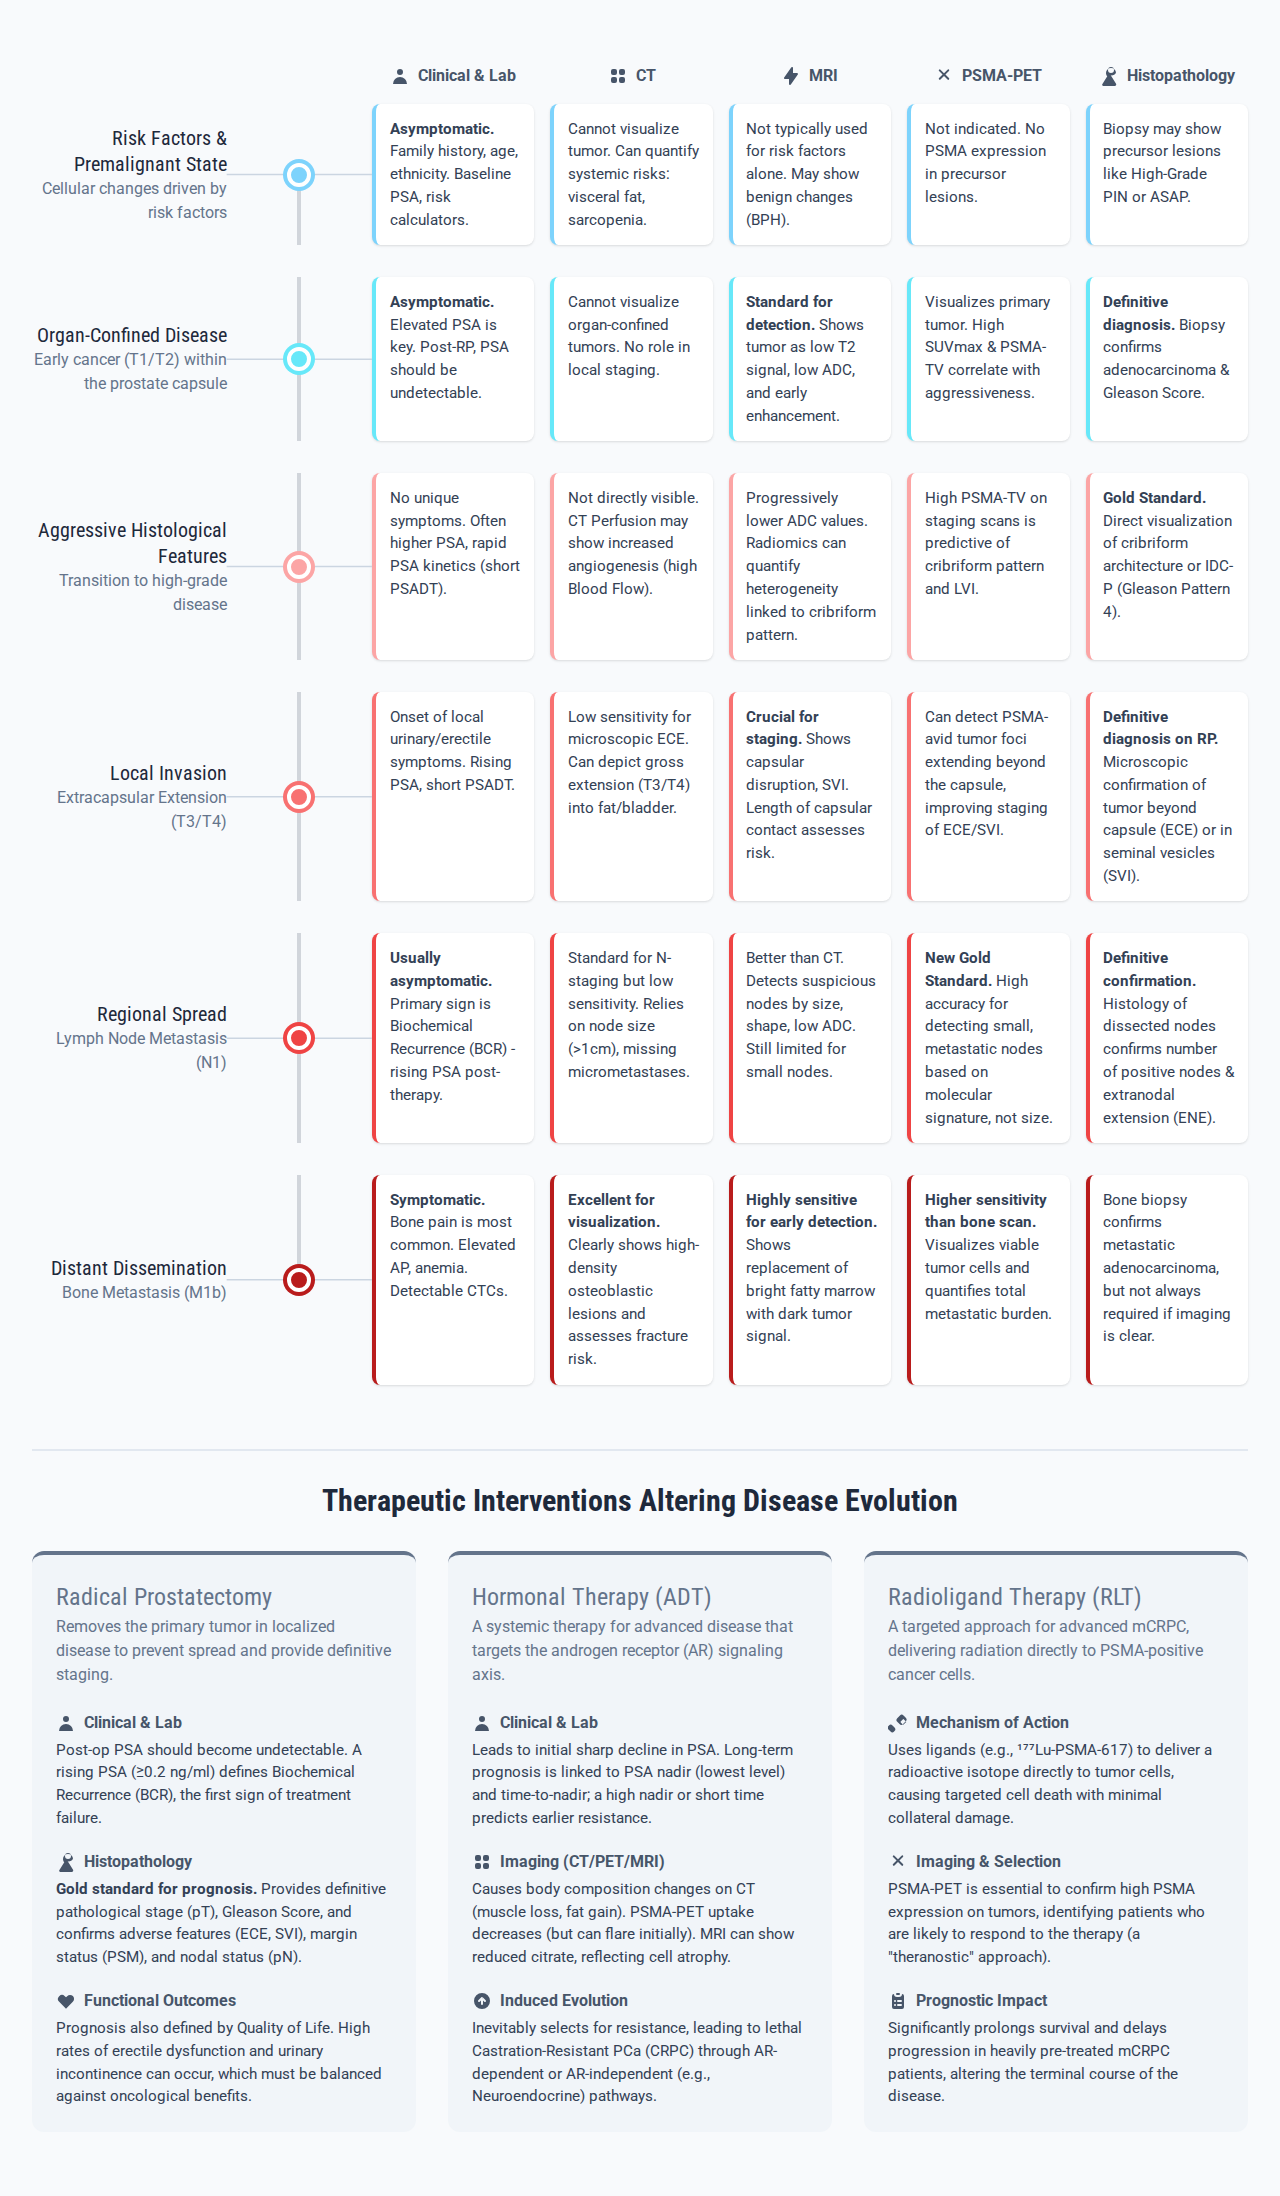 Clinical & Lab
CT
MRI
PSMA-PET
Histopathology
Risk Factors &
Premalignant State
Cellular changes driven by
risk factors
Asymptomatic.
Family history, age,
ethnicity. Baseline
PSA, risk
calculators.
Cannot visualize
tumor. Can quantify
systemic risks:
visceral fat,
sarcopenia.
Not typically used
for risk factors
alone. May show
benign changes
(BPH).
Not indicated. No
PSMA expression
in precursor
lesions.
Biopsy may show
precursor lesions
like High-Grade
PIN or ASAP.
Organ-Confined Disease
Early cancer (T1/T2) within
the prostate capsule
Asymptomatic.
Elevated PSA is
key. Post-RP, PSA
should be
undetectable.
Cannot visualize
organ-confined
tumors. No role in
local staging.
Standard for
detection. Shows
tumor as low T2
signal, low ADC,
and early
enhancement.
Visualizes primary
tumor. High
SUVmax & PSMA-
TV correlate with
aggressiveness.
Definitive
diagnosis. Biopsy
confirms
adenocarcinoma &
Gleason Score.
Aggressive Histological
Features
Transition to high-grade
disease
No unique
symptoms. Often
higher PSA, rapid
PSA kinetics (short
PSADT).
Not directly visible.
CT Perfusion may
show increased
angiogenesis (high
Blood Flow).
Progressively
lower ADC values.
Radiomics can
quantify
heterogeneity
linked to cribriform
pattern.
High PSMA-TV on
staging scans is
predictive of
cribriform pattern
and LVI.
Gold Standard.
Direct visualization
of cribriform
architecture or IDC-
P (Gleason Pattern
4).
Local Invasion
Extracapsular Extension
(T3/T4)
Onset of local
urinary/erectile
symptoms. Rising
PSA, short PSADT.
Low sensitivity for
microscopic ECE.
Can depict gross
extension (T3/T4)
into fat/bladder.
Crucial for
staging. Shows
capsular
disruption, SVI.
Length of capsular
contact assesses
risk.
Can detect PSMA-
avid tumor foci
extending beyond
the capsule,
improving staging
of ECE/SVI.
Definitive
diagnosis on RP.
Microscopic
confirmation of
tumor beyond
capsule (ECE) or in
seminal vesicles
(SVI).
Regional Spread
Lymph Node Metastasis
(N1)
Usually
asymptomatic.
Primary sign is
Biochemical
Recurrence (BCR) -
rising PSA post-
therapy.
Standard for N-
staging but low
sensitivity. Relies
on node size
(>1cm), missing
micrometastases.
Better than CT.
Detects suspicious
nodes by size,
shape, low ADC.
Still limited for
small nodes.
New Gold
Standard. High
accuracy for
detecting small,
metastatic nodes
based on
molecular
signature, not size.
Definitive
confirmation.
Histology of
dissected nodes
confirms number
of positive nodes &
extranodal
extension (ENE).
Distant Dissemination
Bone Metastasis (M1b)
Symptomatic.
Bone pain is most
common. Elevated
AP, anemia.
Detectable CTCs.
Excellent for
visualization.
Clearly shows high-
density
osteoblastic
lesions and
assesses fracture
risk.
Highly sensitive
for early detection.
Shows
replacement of
bright fatty marrow
with dark tumor
signal.
Higher sensitivity
than bone scan.
Visualizes viable
tumor cells and
quantifies total
metastatic burden.
Bone biopsy
confirms
metastatic
adenocarcinoma,
but not always
required if imaging
is clear.
Therapeutic Interventions Altering Disease Evolution
Radical Prostatectomy
Removes the primary tumor in localized
disease to prevent spread and provide definitive
staging.
Clinical & Lab
Post-op PSA should become undetectable. A
rising PSA (≥0.2 ng/ml) defines Biochemical
Recurrence (BCR), the first sign of treatment
failure.
Histopathology
Gold standard for prognosis. Provides definitive
pathological stage (pT), Gleason Score, and
confirms adverse features (ECE, SVI), margin
status (PSM), and nodal status (pN).
Functional Outcomes
Prognosis also defined by Quality of Life. High
rates of erectile dysfunction and urinary
incontinence can occur, which must be balanced
against oncological benefits.
Hormonal Therapy (ADT)
A systemic therapy for advanced disease that
targets the androgen receptor (AR) signaling
axis.
Clinical & Lab
Leads to initial sharp decline in PSA. Long-term
prognosis is linked to PSA nadir (lowest level)
and time-to-nadir; a high nadir or short time
predicts earlier resistance.
Imaging (CT/PET/MRI)
Causes body composition changes on CT
(muscle loss, fat gain). PSMA-PET uptake
decreases (but can flare initially). MRI can show
reduced citrate, reflecting cell atrophy.
Induced Evolution
Inevitably selects for resistance, leading to lethal
Castration-Resistant PCa (CRPC) through AR-
dependent or AR-independent (e.g.,
Neuroendocrine) pathways.
Radioligand Therapy (RLT)
A targeted approach for advanced mCRPC,
delivering radiation directly to PSMA-positive
cancer cells.
Mechanism of Action
Uses ligands (e.g., ¹⁷⁷Lu-PSMA-617) to deliver a
radioactive isotope directly to tumor cells,
causing targeted cell death with minimal
collateral damage.
Imaging & Selection
PSMA-PET is essential to confirm high PSMA
expression on tumors, identifying patients who
are likely to respond to the therapy (a
"theranostic" approach).
Prognostic Impact
Significantly prolongs survival and delays
progression in heavily pre-treated mCRPC
patients, altering the terminal course of the
disease.